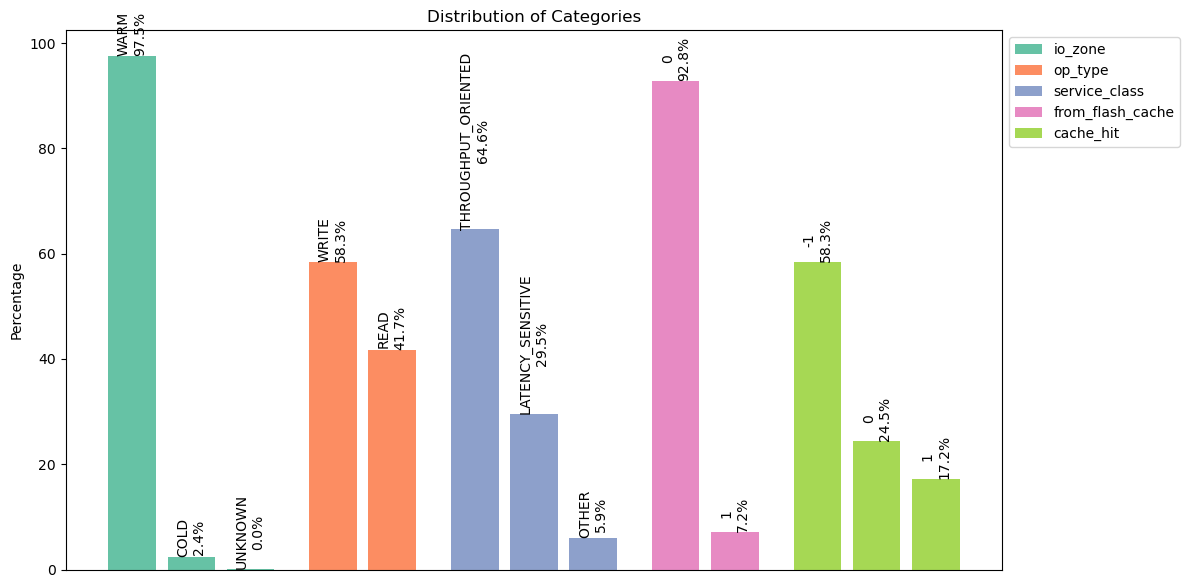 Distribution of Categories
Percentage
100
80
60
40
20
0
WARM
97.5%
COLD
2.4%
UNKNOWN
0.0%
WRITE
58.3%
READ
41.7%
THROUGHPUT_ORIENTED
64.6%
LATENCY_SENSITIVE
29.5%
OTHER
5.9%
0
92.8%
1
7.2%
-1
58.3%
0
24.5%
1
17.2%
io_zone
op_type
service_class
from_flash_cache
cache_hit